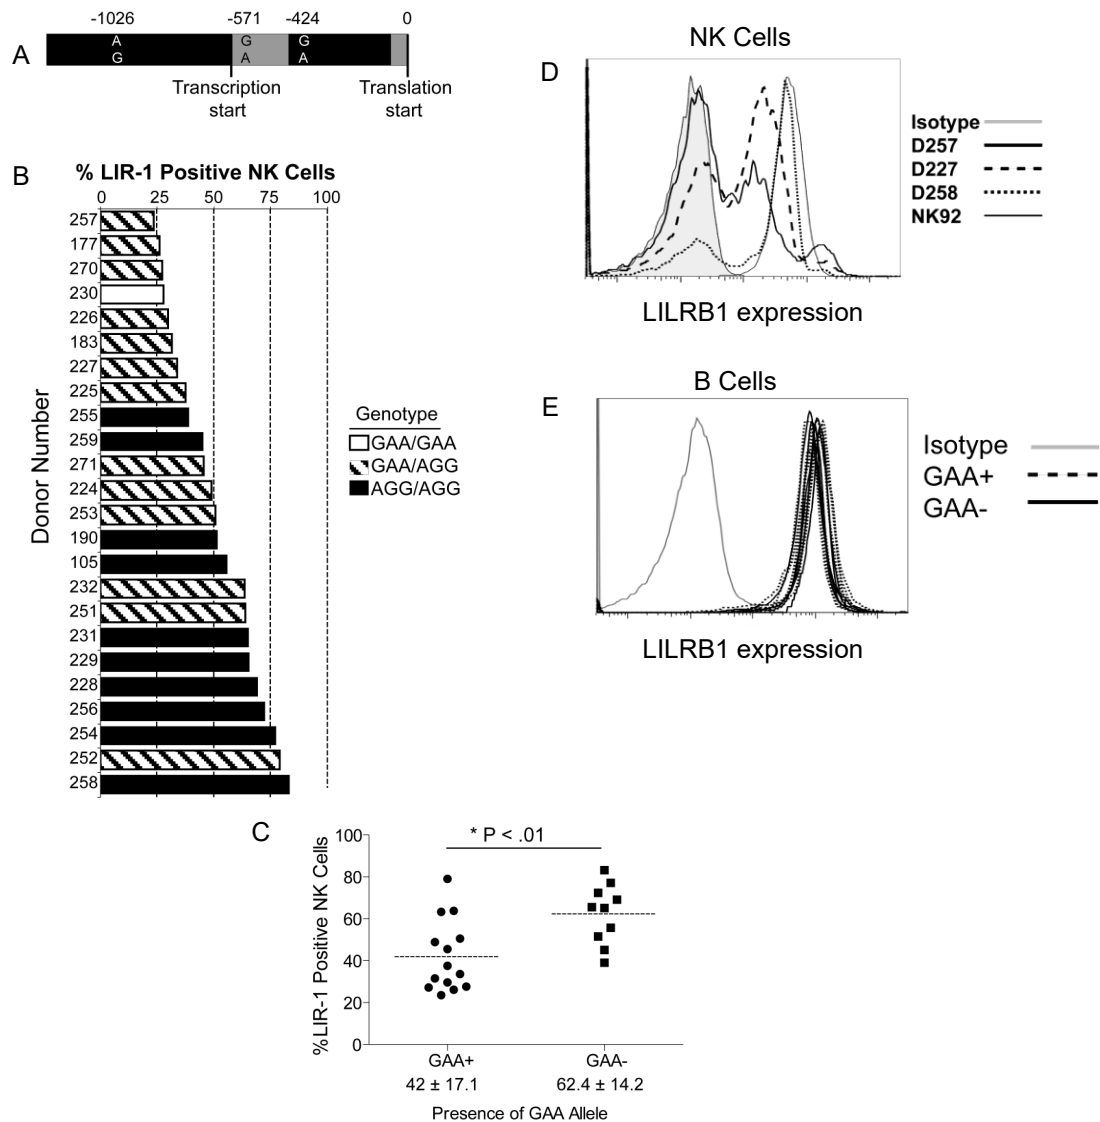 A
-1026
-571
-424
0
A
G
G
G
A
A
Transcription
start
Translation
start
B
% LIR-1 Positive NK Cells
0
25
50
75
100
Donor Number
257
177
270
230
226
183
227
225
255
259
271
224
253
190
105
232
251
231
229
228
256
254
252
258
Genotype
GAA/GAA
GAA/AGG
AGG/AGG
C
%LIR-1 Positive NK Cells
100
80
60
40
20
0
* P < .01
GAA+
GAA-
42 ± 17.1
62.4 ± 14.2
Presence of GAA Allele
D
NK Cells
Isotype
D257
D227
D258
NK92
LILRB1 expression
E
B Cells
Isotype
GAA+
GAA-
LILRB1 expression